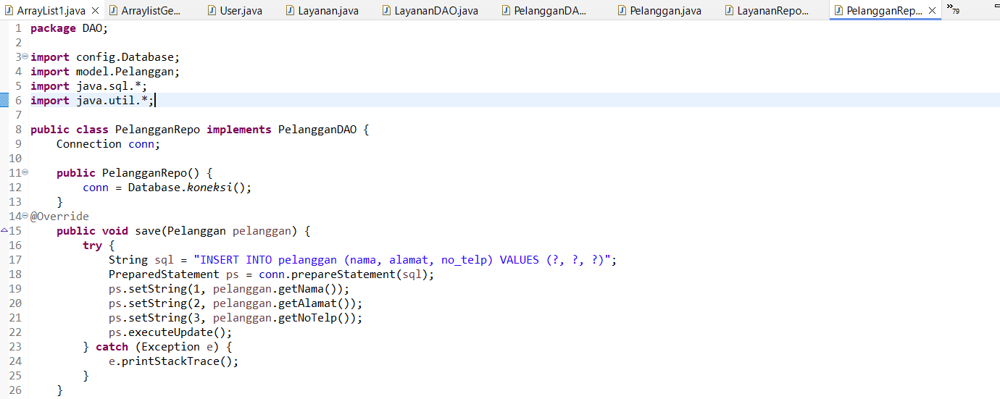 ArrayList1.java ArraylistGe... User.java Layanan.java LayananDAO.java PelangganDA... Pelanggan.java LayananRepo... PelangganRep... 79
1 package DAO;
2
3 import config.Database;
4 import model.Pelanggan;
5 import java.sql.*;
6 import java.util.*;
7
8 public class PelangganRepo implements PelangganDAO {
9     Connection conn;
10
11     public PelangganRepo() {
12         conn = Database.koneksi();
13     }
14 @Override
15     public void save(Pelanggan pelanggan) {
16         try {
17             String sql = "INSERT INTO pelanggan (nama, alamat, no_telp) VALUES (?, ?, ?)";
18             PreparedStatement ps = conn.prepareStatement(sql);
19             ps.setString(1, pelanggan.getNama());
20             ps.setString(2, pelanggan.getAlamat());
21             ps.setString(3, pelanggan.getNoTelp());
22             ps.executeUpdate();
23         } catch (Exception e) {
24             e.printStackTrace();
25         }
26     }